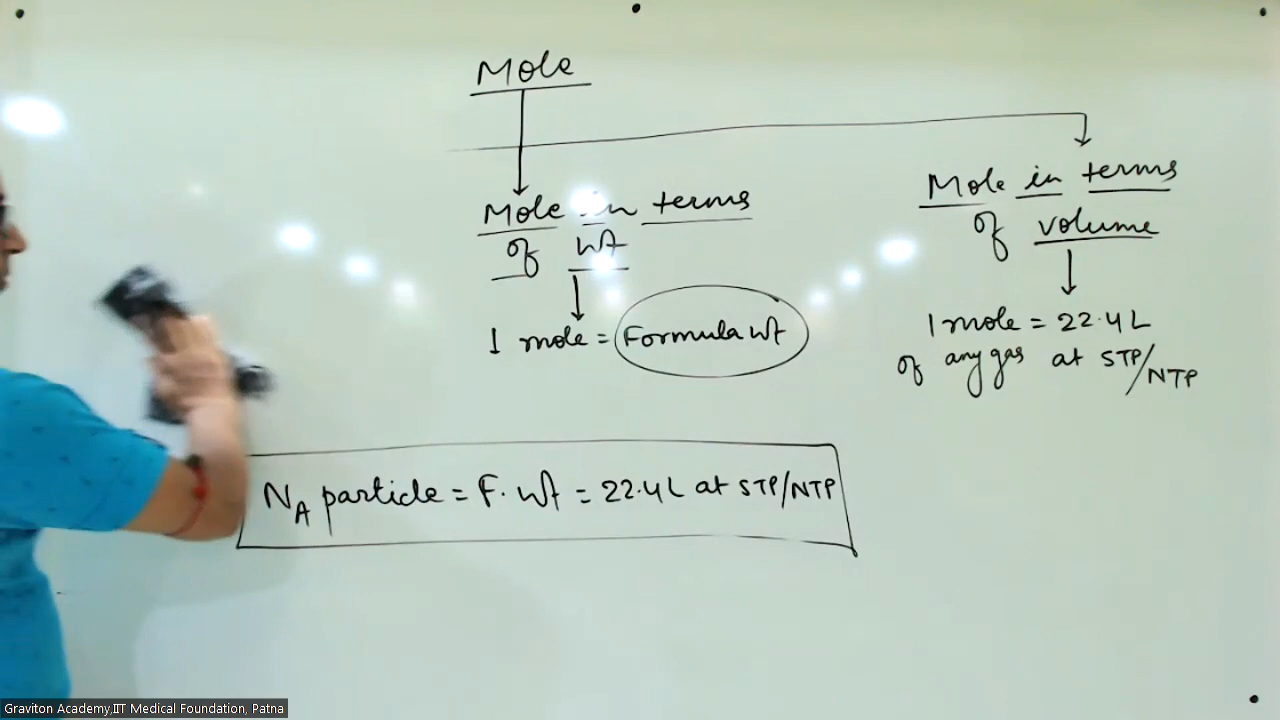 Mole
Mole in terms
of wt
1 mole = Formula wt
Mole in terms
of volume
1 mole = 22.4 L
of any gas at STP/NTP
NA particle = F. wt = 22.4 L at STP/NTP
Graviton Academy,IIT Medical Foundation, Patna